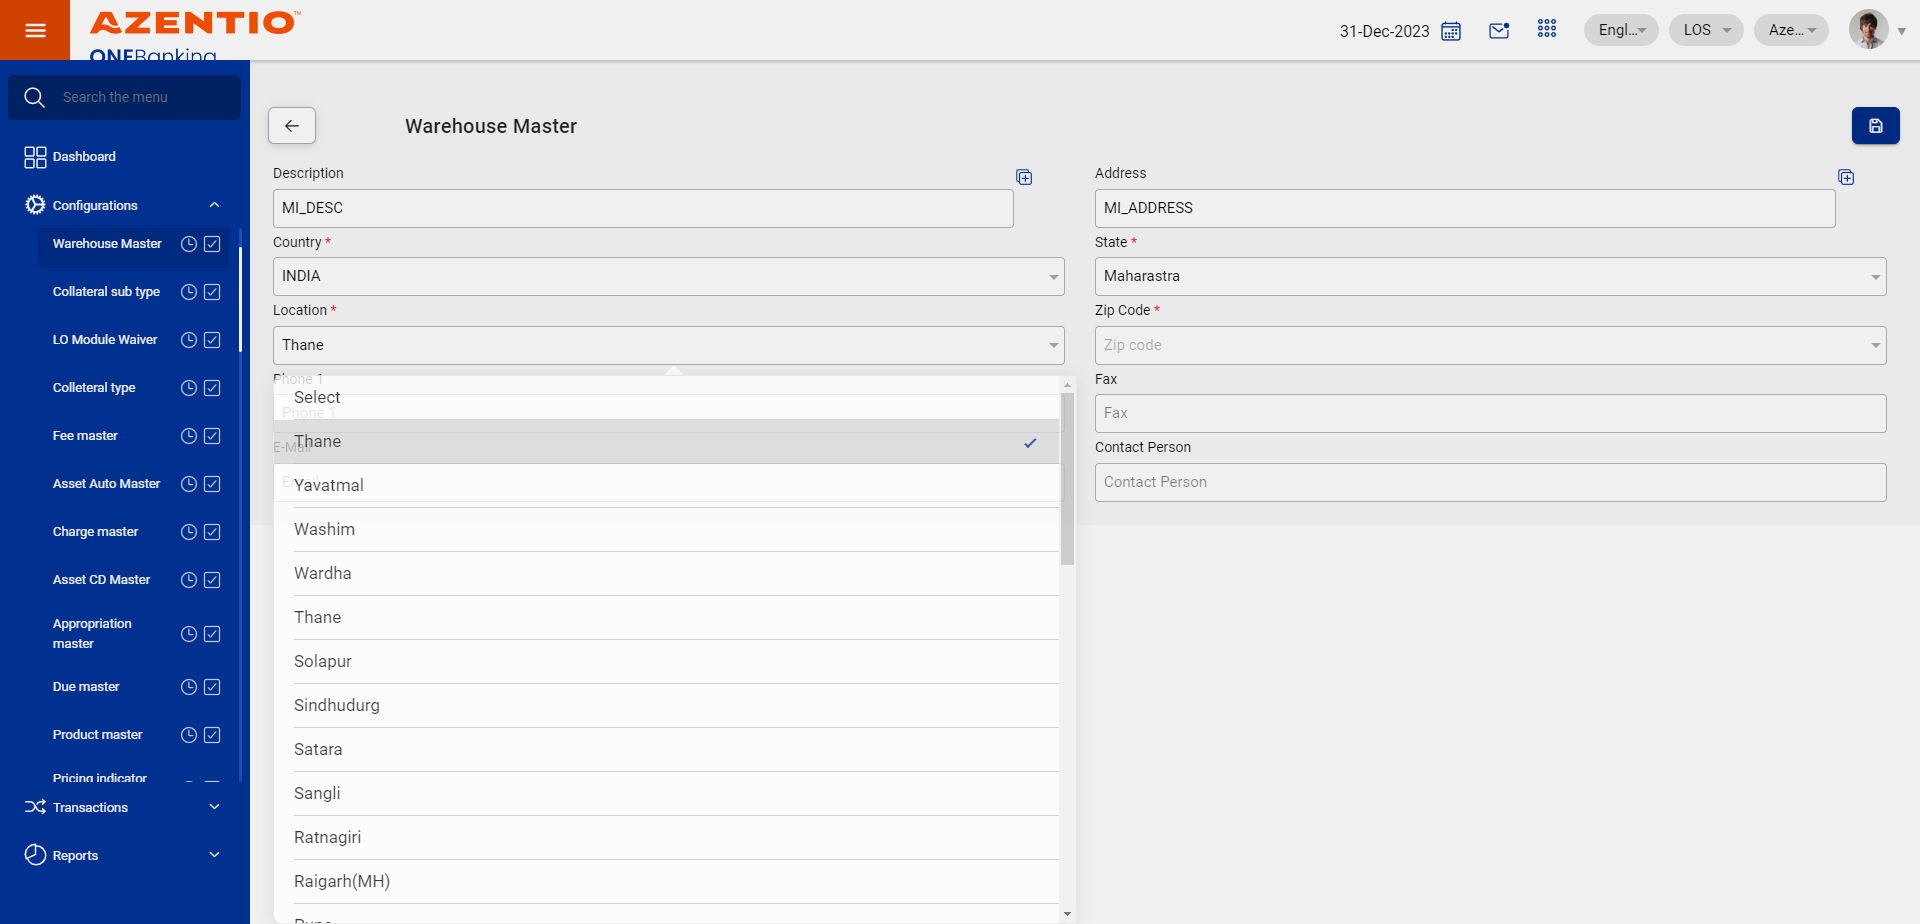 AZENTIO™
ONEBanking
31-Dec-2023
Engl...
LOS
Aze...
Search the menu
Dashboard
Configurations
Warehouse Master
Collateral sub type
LO Module Waiver
Colleteral type
Fee master
Asset Auto Master
Charge master
Asset CD Master
Appropriation
master
Due master
Product master
Pricing indicator
Transactions
Reports
Warehouse Master
Description
MI_DESC
Address
MI_ADDRESS
Country *
INDIA
State *
Maharastra
Location *
Thane
Zip Code *
Zip code
Phone 1
Phone 1
Fax
Fax
E-Mail
Contact Person
Contact Person
Select
Thane
Yavatmal
Washim
Wardha
Thane
Solapur
Sindhudurg
Satara
Sangli
Ratnagiri
Raigarh(MH)